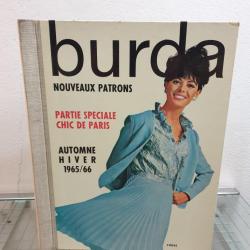 burda
NOUVEAUX PATRONS
PARTIE SPECIALE
CHIC DE PARIS
AUTOMNE
HIVER
1965/66